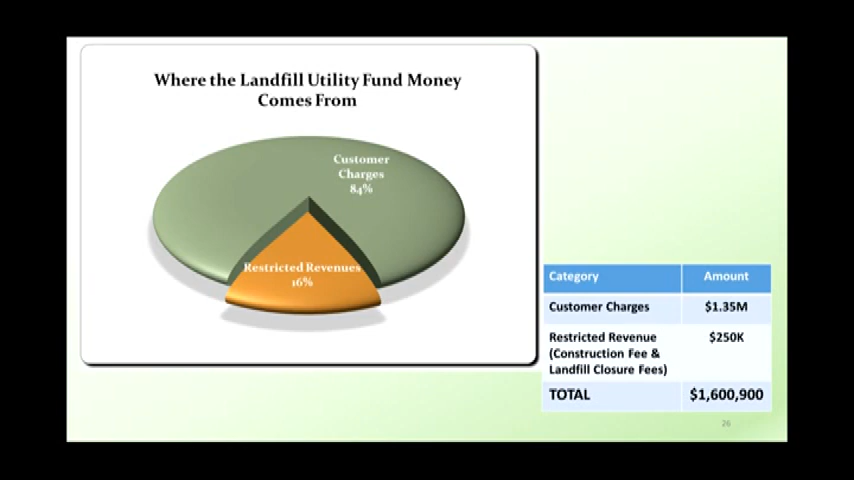 Where the Landfill Utility Fund Money
Comes From
Customer
Charges
84%
Restricted Revenues
16%
Category Amount
Customer Charges $1.35M
Restricted Revenue $250K
(Construction Fee &
Landfill Closure Fees)
TOTAL $1,600,900
26